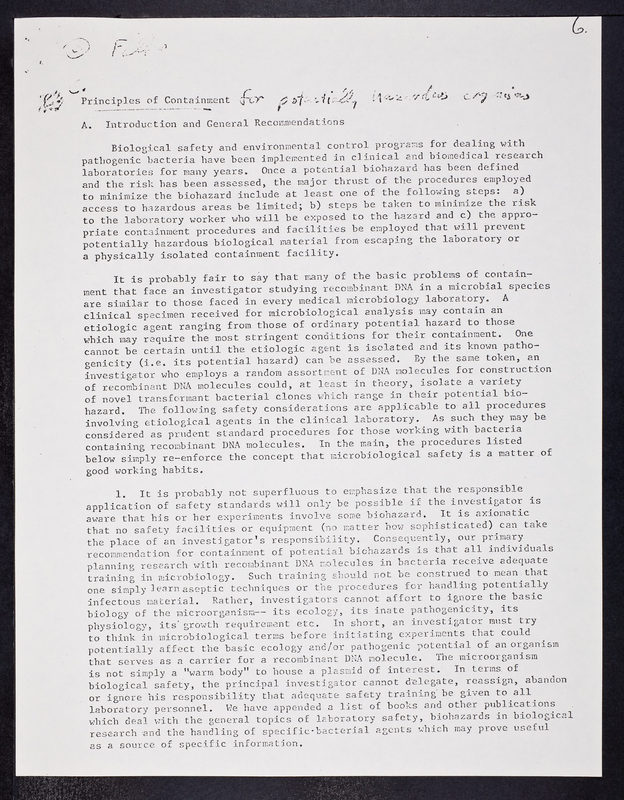 6.
Principles of Containment for potentially hazardous organisms
A. Introduction and General Recommendations
Biological safety and environmental control programs for dealing with
pathogenic bacteria have been implemented in clinical and biomedical research
laboratories for many years. Once a potential biohazard has been defined
and the risk has been assessed, the major thrust of the procedures employed
to minimize the biohazard include at least one of the following steps: a)
access to hazardous areas be limited; b) steps be taken to minimize the risk
to the laboratory worker who will be exposed to the hazard and c) the appro-
priate containment procedures and facilities be employed that will prevent
potentially hazardous biological material from escaping the laboratory or
a physically isolated containment facility.
It is probably fair to say that many of the basic problems of contain-
ment that face an investigator studying recombinant DNA in a microbial species
are similar to those faced in every medical microbiology laboratory. A
clinical specimen received for microbiological analysis may contain an
etiologic agent ranging from those of ordinary potential hazard to those
which may require the most stringent conditions for their containment. One
cannot be certain until the etiologic agent is isolated and its known patho-
genicity (i.e. its potential hazard) can be assessed. By the same token, an
investigator who employs a random assortment of DNA molecules for construction
of recombinant DNA molecules could, at least in theory, isolate a variety
of novel transformant bacterial clones which range in their potential bio-
hazard. The following safety considerations are applicable to all procedures
involving etiological agents in the clinical laboratory. As such they may be
considered as prudent standard procedures for those working with bacteria
containing recombinant DNA molecules. In the main, the procedures listed
below simply re-enforce the concept that microbiological safety is a matter of
good working habits.
1. It is probably not superfluous to emphasize that the responsible
application of safety standards will only be possible if the investigator is
aware that his or her experiments involve some biohazard. It is axiomatic
that no safety facilities or equipment (no matter how sophisticated) can take
the place of an investigator's responsibility. Consequently, our primary
recommendation for containment of potential biohazards is that all individuals
planning research with recombinant DNA molecules in bacteria receive adequate
training in microbiology. Such training should not be construed to mean that
one simply learn aseptic techniques or the procedures for handling potentially
infectious material. Rather, investigators cannot affort to ignore the basic
biology of the microorganism-- its ecology, its inate pathogenicity, its
physiology, its growth requirement etc. In short, an investigator must try
to think in microbiological terms before initiating experiments that could
potentially affect the basic ecology and/or pathogenic potential of an organism
that serves as a carrier for a recombinant DNA molecule. The microorganism
is not simply a "warm body" to house a plasmid of interest. In terms of
biological safety, the principal investigator cannot delegate, reassign, abandon
or ignore his responsibility that adequate safety training be given to all
laboratory personnel. We have appended a list of books and other publications
which deal with the general topics of laboratory safety, biohazards in biological
research and the handling of specific bacterial agents which may prove useful
as a source of specific information.